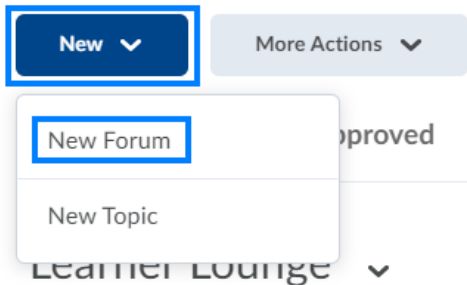 New More Actions
New Forum
pproved
New Topic
Learner Lounge